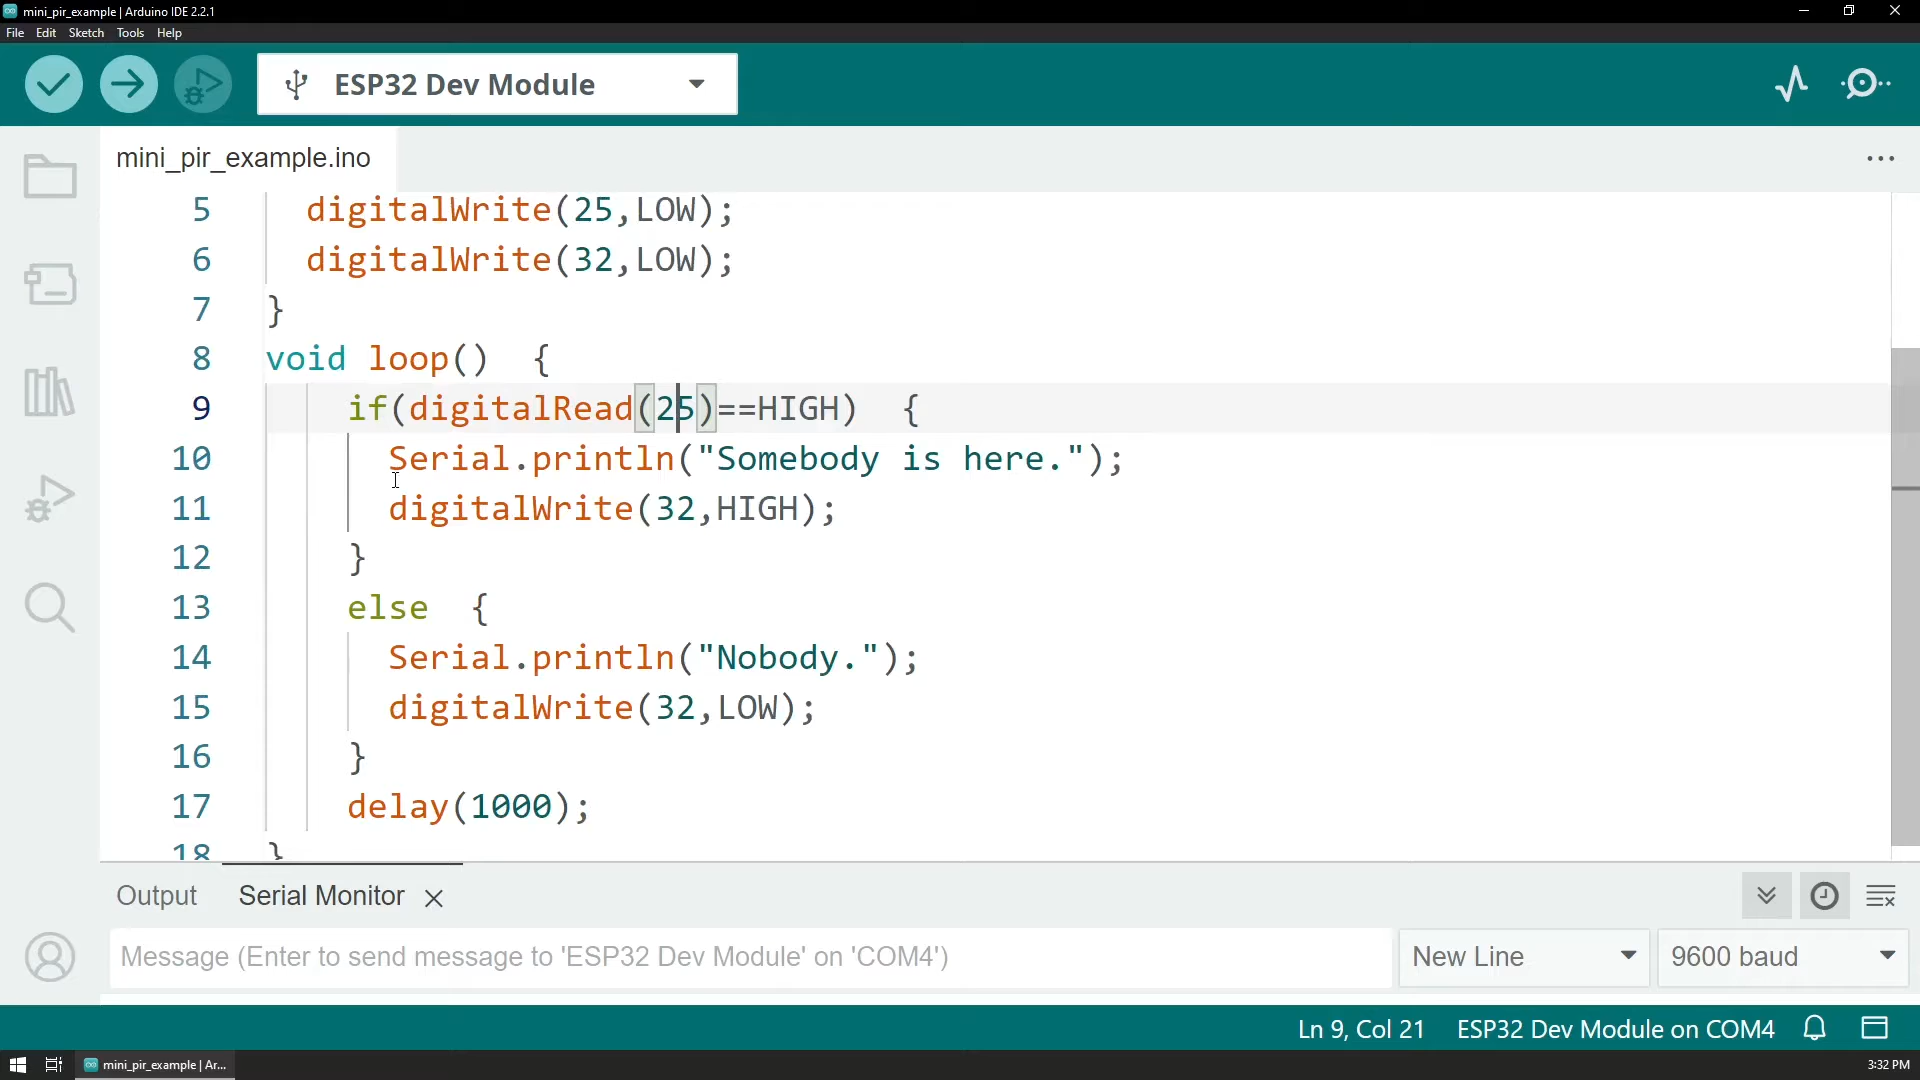 mini_pir_example | Arduino IDE 2.2.1
File Edit Sketch Tools Help
ESP32 Dev Module
mini_pir_example.ino
5 digitalWrite(25,LOW);
6 digitalWrite(32,LOW);
7 }
8 void loop() {
9 if(digitalRead(25)==HIGH) {
10 Serial.println("Somebody is here.");
11 digitalWrite(32,HIGH);
12 }
13 else {
14 Serial.println("Nobody.");
15 digitalWrite(32,LOW);
16 }
17 delay(1000);
18 }
Output Serial Monitor
Message (Enter to send message to 'ESP32 Dev Module' on 'COM4') New Line 9600 baud
Ln 9, Col 21 ESP32 Dev Module on COM4
mini_pir_example | Ar... 3:32 PM